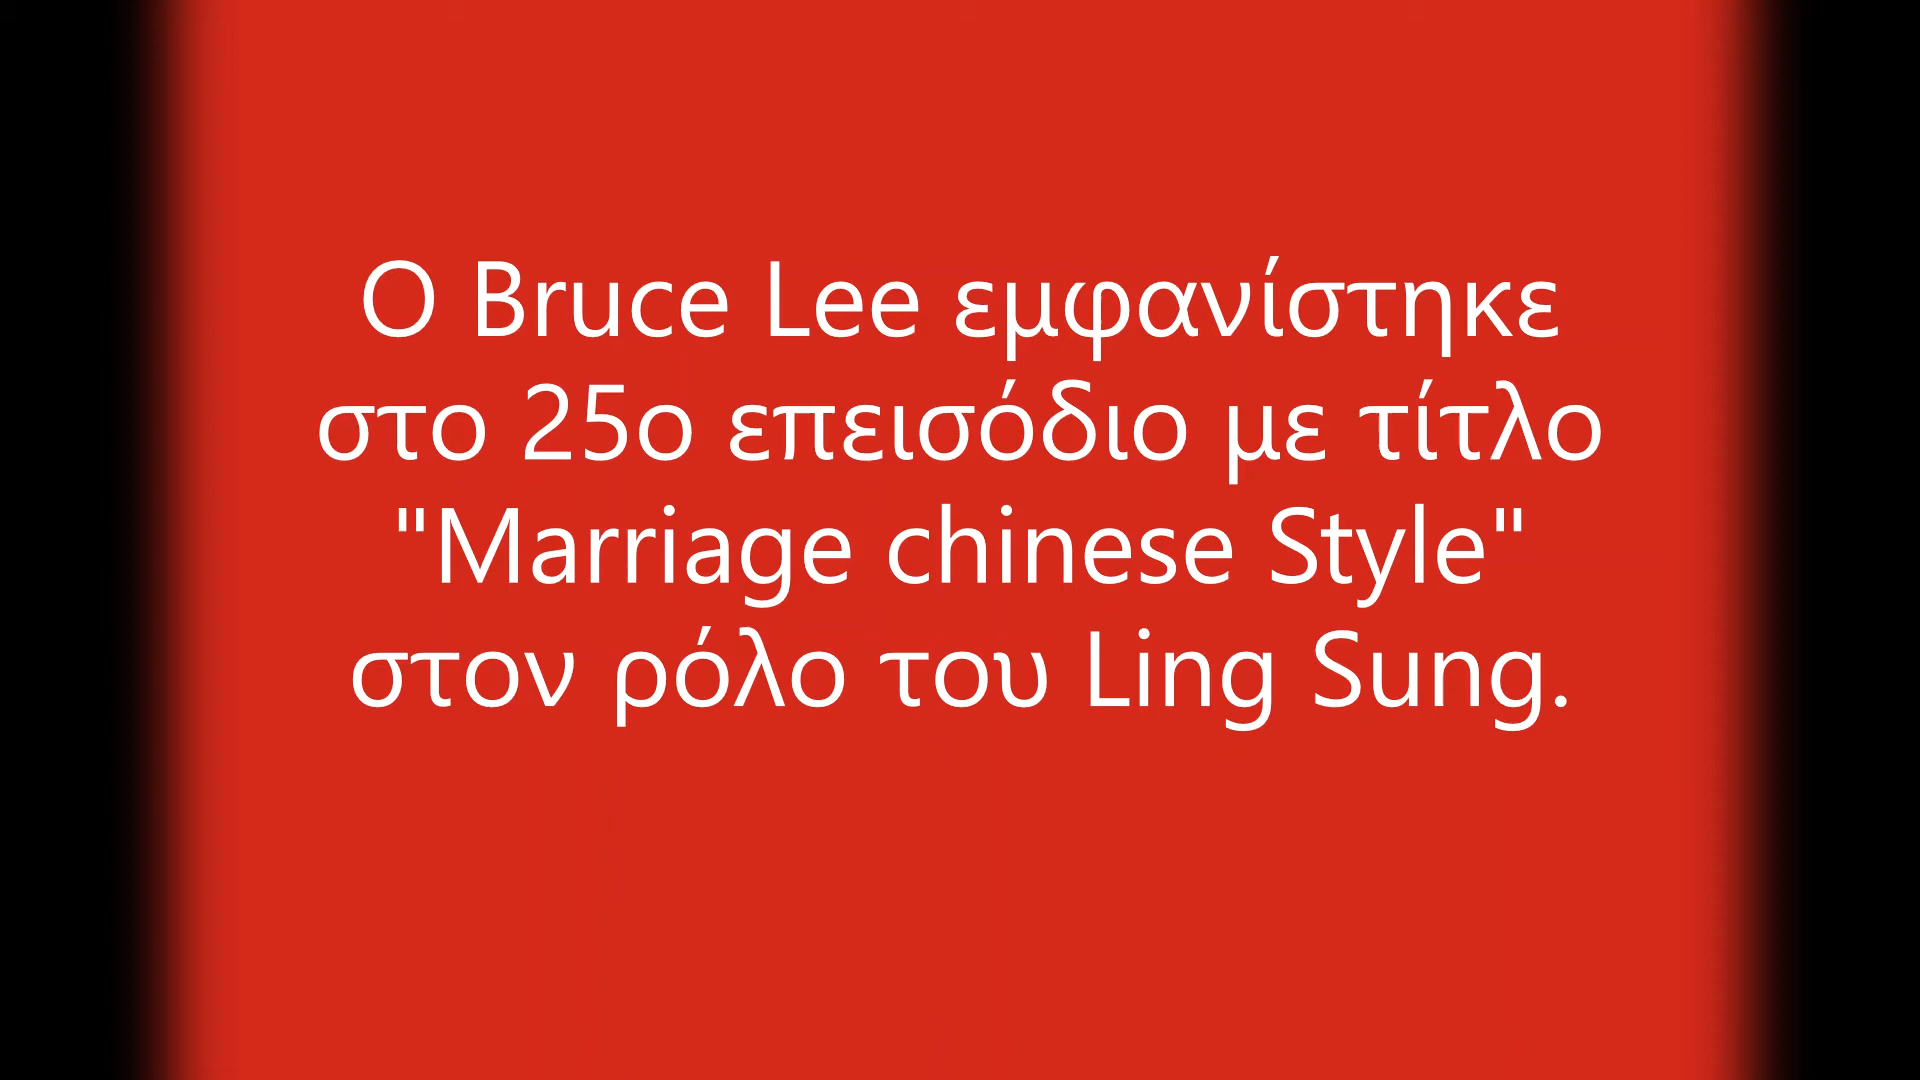 Ο Bruce Lee εμφανίστηκε
στο 25ο επεισόδιο με τίτλο
"Marriage chinese Style"
στον ρόλο του Ling Sung.